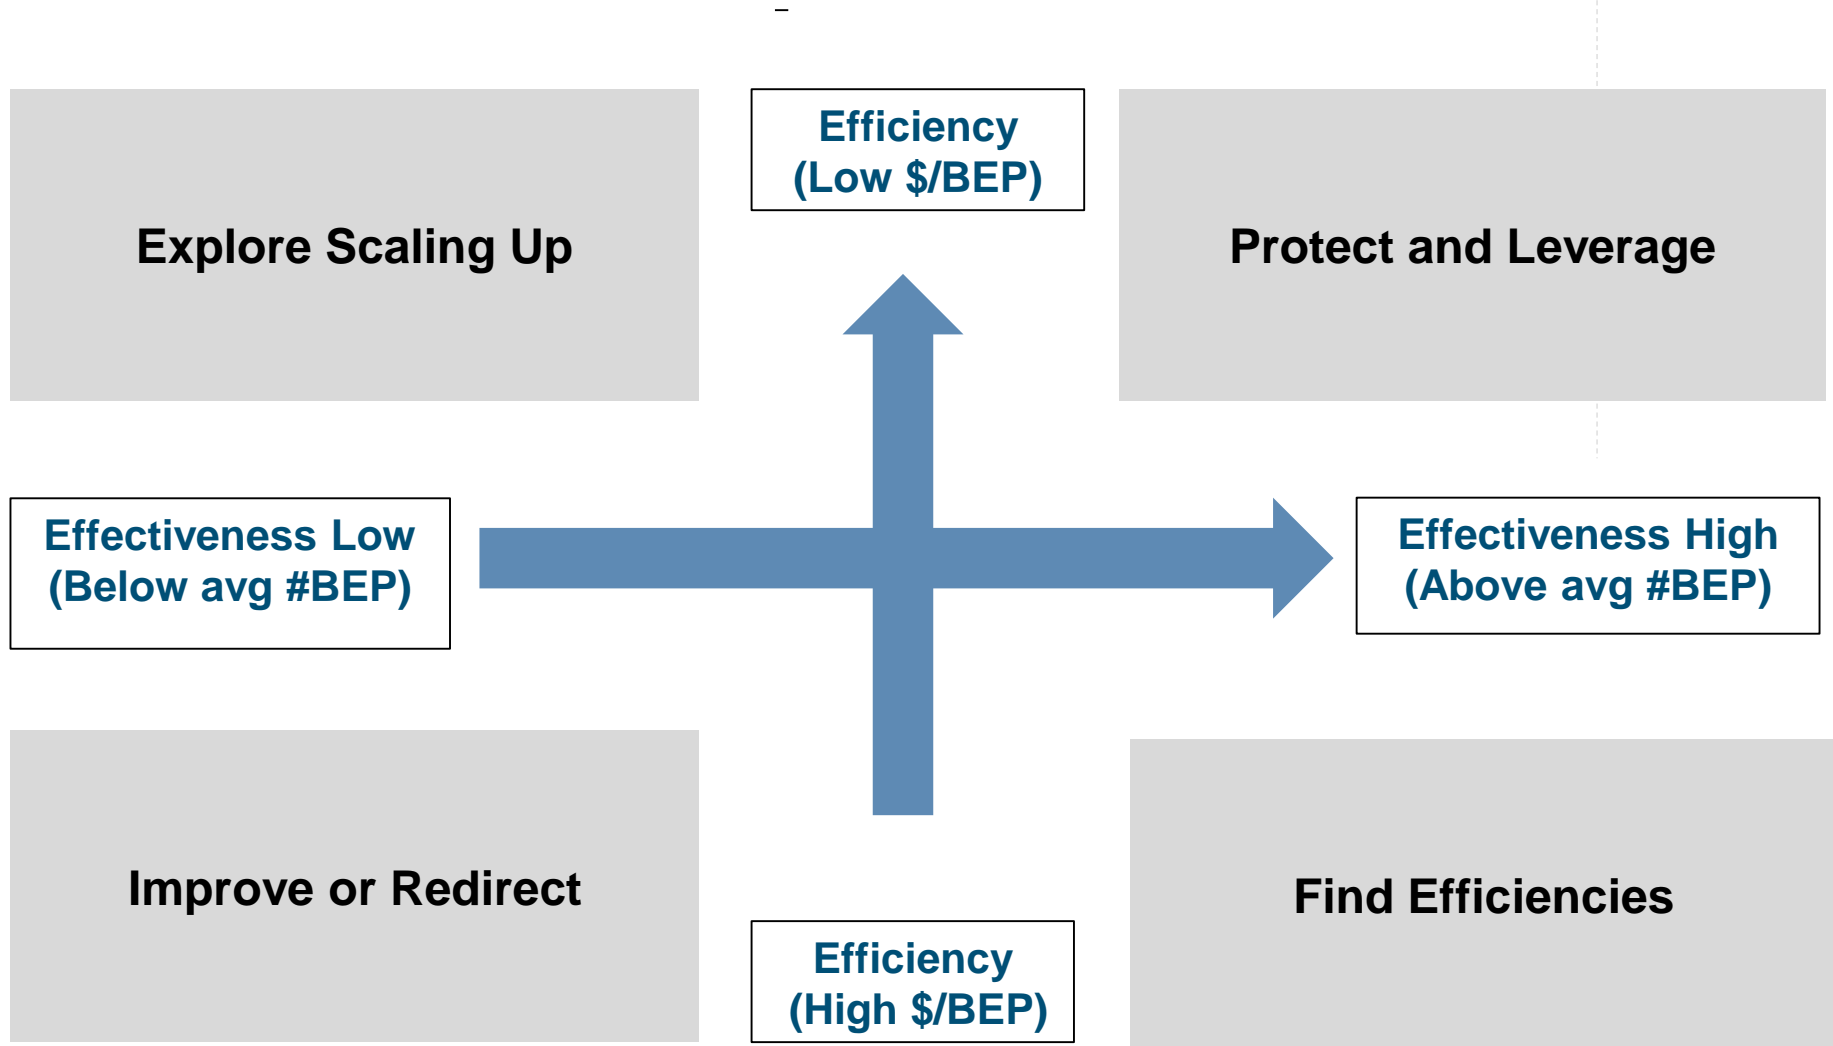 Efficiency
(Low $/BEP)
Explore Scaling Up
Protect and Leverage
Effectiveness Low
(Below avg #BEP)
Effectiveness High
(Above avg #BEP)
Improve or Redirect
Find Efficiencies
Efficiency
(High $/BEP)